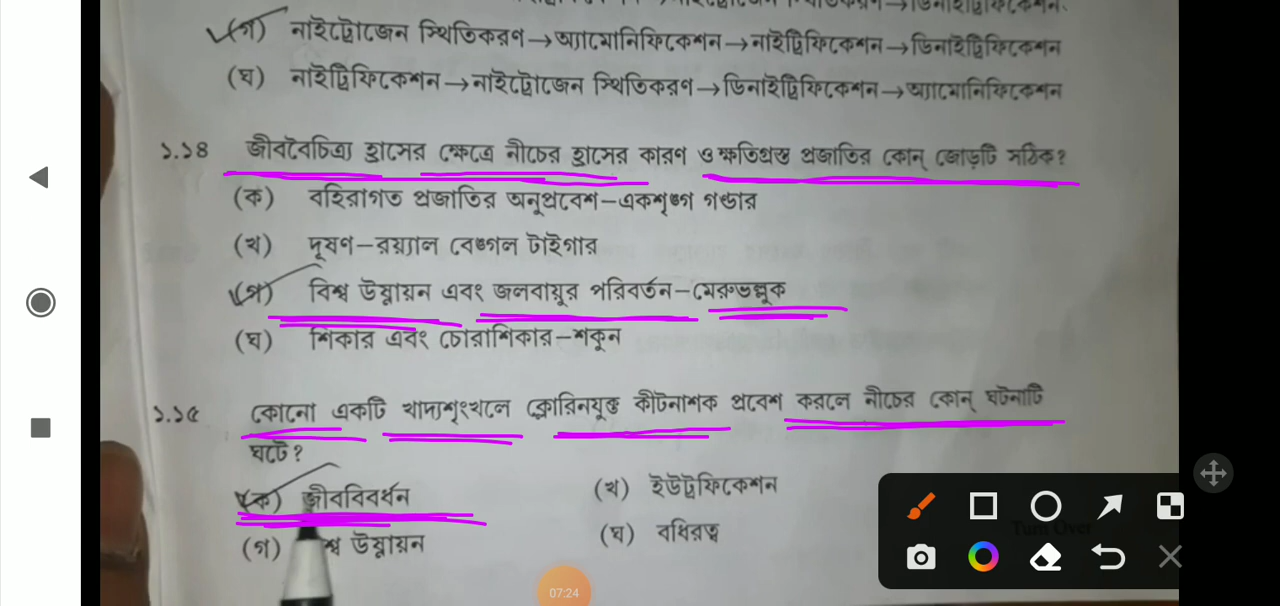 (গ) নাইট্রোজেন স্থিতিকরণ→অ্যামোনিফিকেশন→নাইট্রিফিকেশন→ডিনাইট্রিফিকেশন
(ঘ) নাইট্রিফিকেশন→নাইট্রোজেন স্থিতিকরণ→ডিনাইট্রিফিকেশন→অ্যামোনিফিকেশন
১.১৪ জীববৈচিত্র্য হ্রাসের ক্ষেত্রে নীচের হ্রাসের কারণ ও ক্ষতিগ্রস্ত প্রজাতির কোন্ জোড়টি সঠিক?
(ক) বহিরাগত প্রজাতির অনুপ্রবেশ–একশৃঙ্গ গণ্ডার
(খ) দূষণ–রয়্যাল বেঙ্গল টাইগার
(গ) বিশ্ব উষ্ণায়ন এবং জলবায়ুর পরিবর্তন–মেরুভল্লুক
(ঘ) শিকার এবং চোরাশিকার–শকুন
১.১৫ কোনো একটি খাদ্যশৃংখলে ক্লোরিনযুক্ত কীটনাশক প্রবেশ করলে নীচের কোন্ ঘটনাটি
ঘটে?
(ক) জীববিবর্ধন (খ) ইউট্রফিকেশন
(গ) উষ্ণায়ন (ঘ) বধিরত্ব
Turn Over
07:24